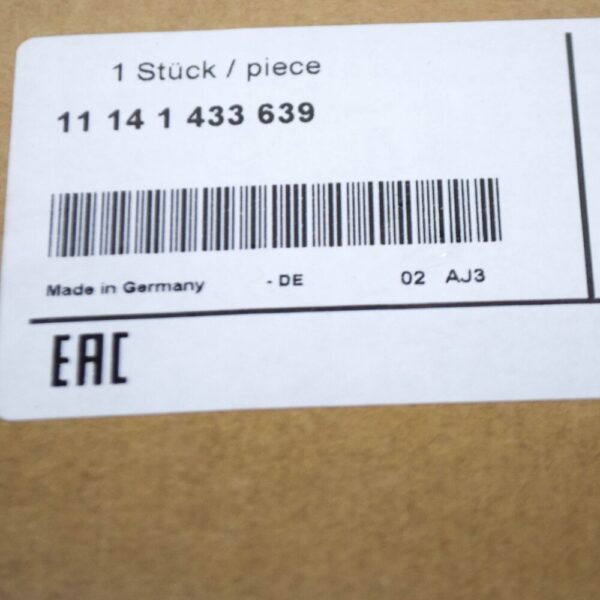 1 Stück / piece
11 14 1 433 639
Made in Germany - DE 02 AJ3
EAC